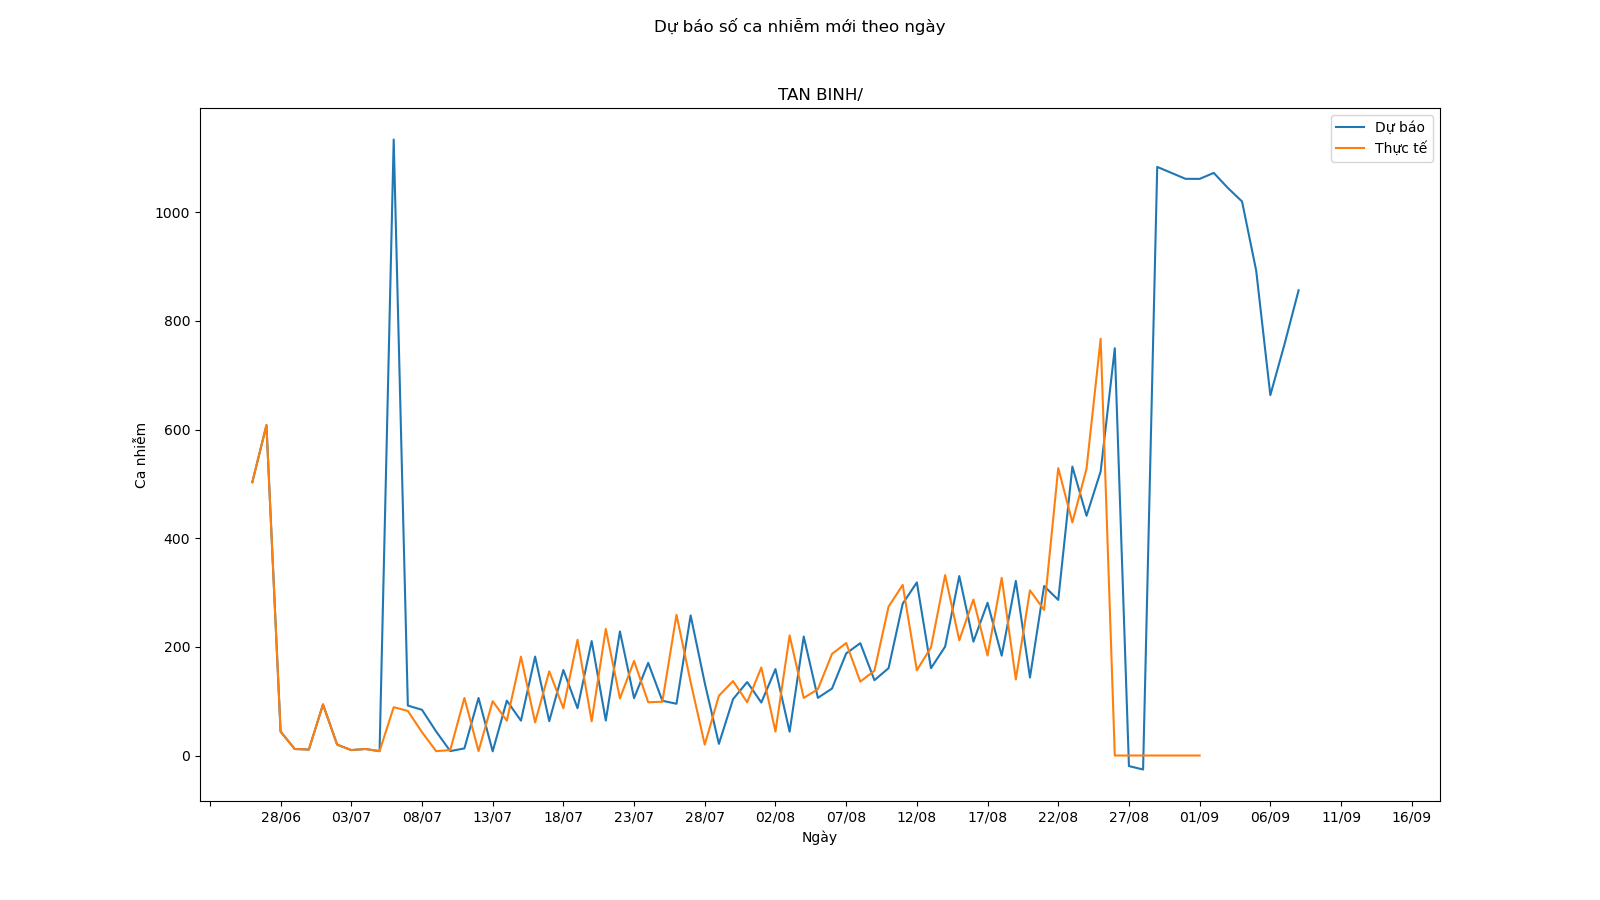 Dự báo số ca nhiễm mới theo ngày
TAN BINH/
Dự báo
Thực tế
1000
800
600
400
200
0
Ca nhiễm
28/06 03/07 08/07 13/07 18/07 23/07 28/07 02/08 07/08 12/08 17/08 22/08 27/08 01/09 06/09 11/09 16/09
Ngày